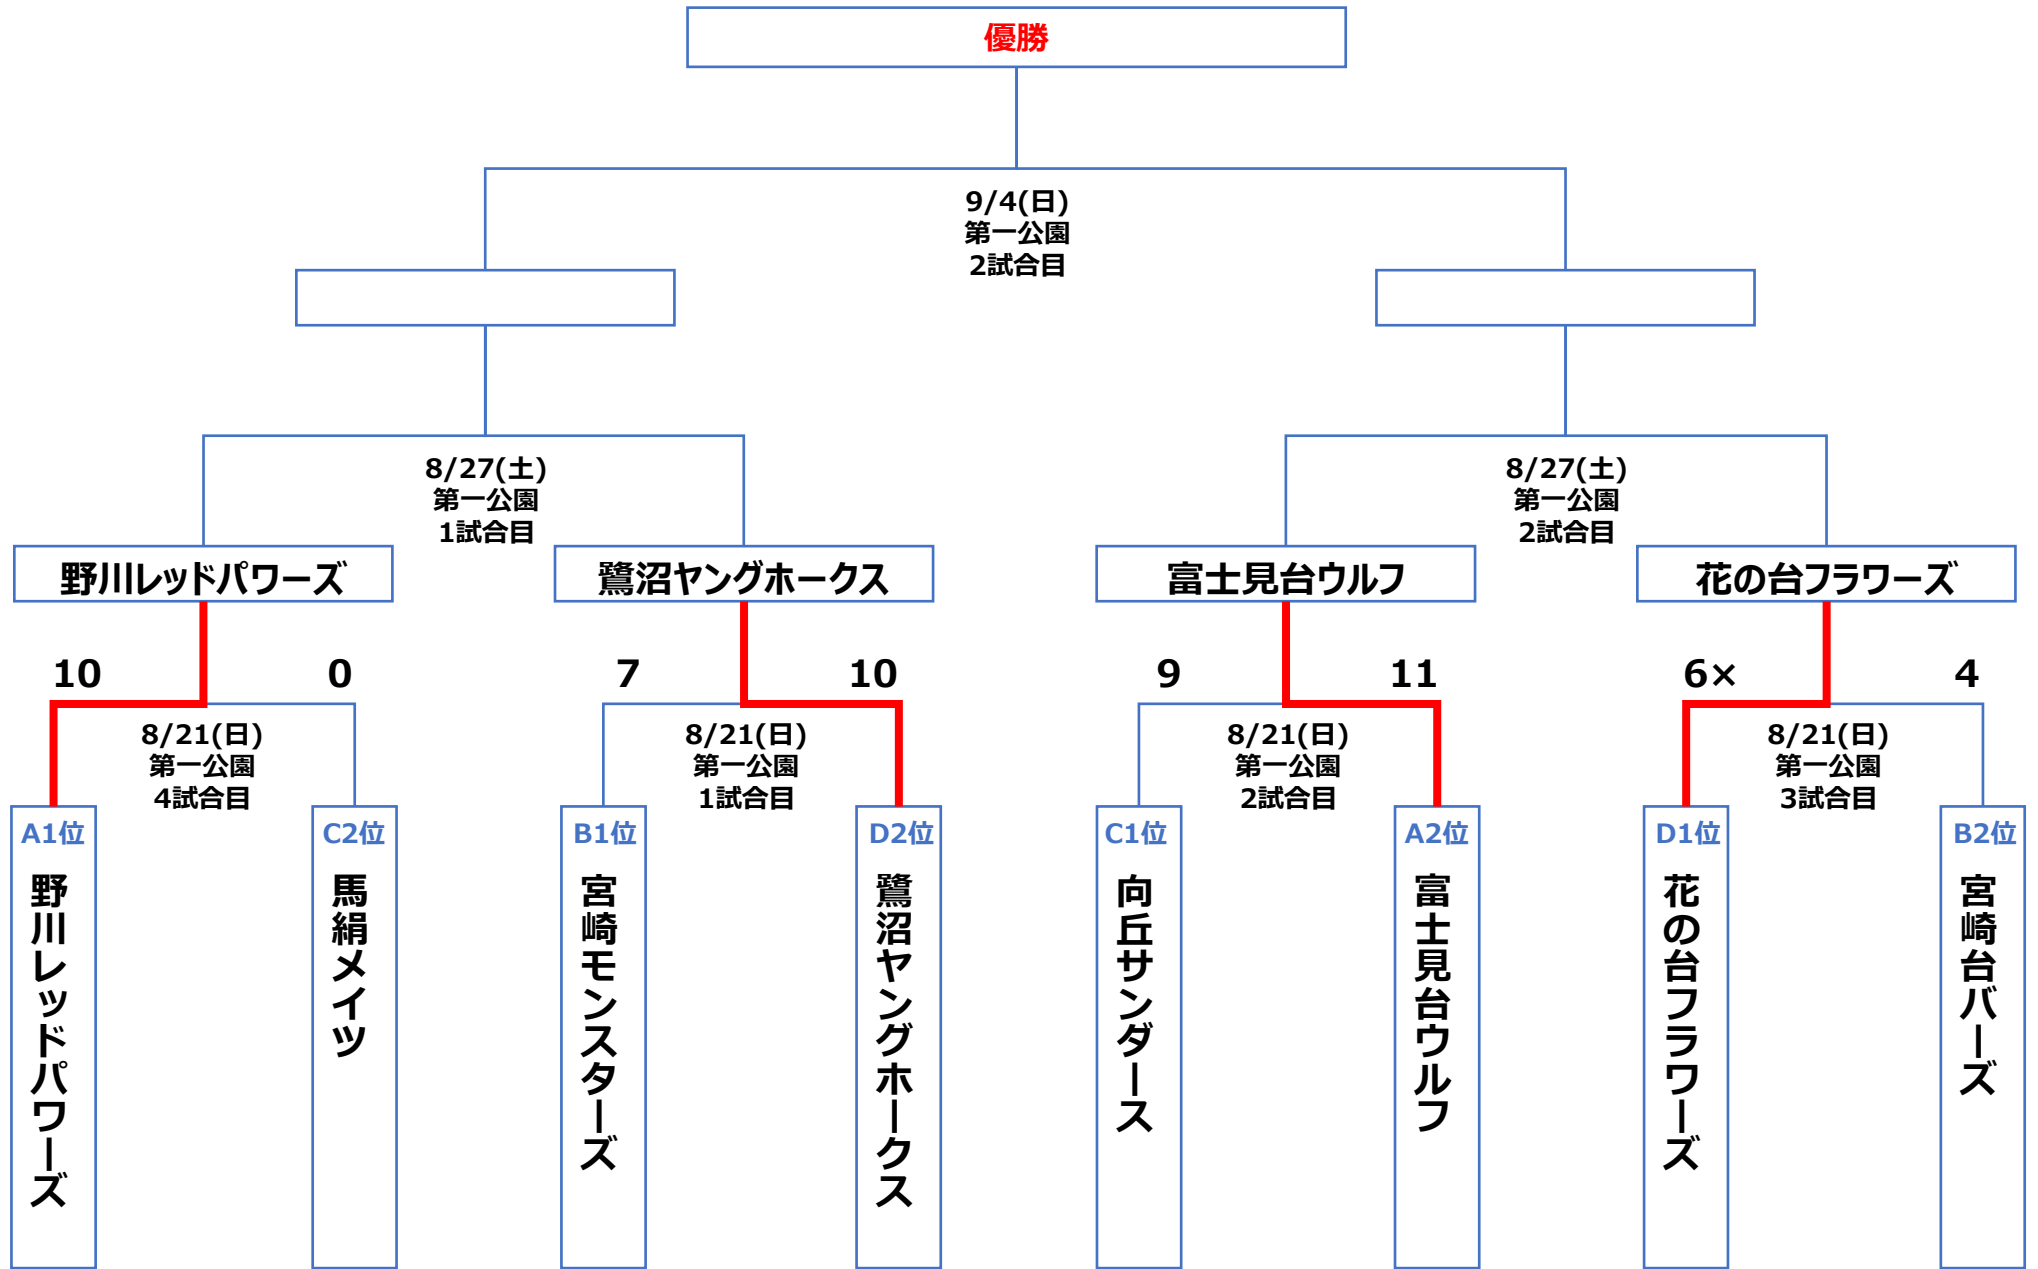 優勝
9/4(日)
第一公園
2試合目
8/27(土)
第一公園
1試合目
8/27(土)
第一公園
2試合目
野川レッドパワーズ
鷺沼ヤングホークス
富士見台ウルフ
花の台フラワーズ
10
0
7
10
9
11
6×
4
8/21(日)
第一公園
4試合目
8/21(日)
第一公園
1試合目
8/21(日)
第一公園
2試合目
8/21(日)
第一公園
3試合目
A1位
野川レッドパワーズ
C2位
馬絹メイツ
B1位
宮崎モンスターズ
D2位
鷺沼ヤングホークス
C1位
向丘サンダース
A2位
富士見台ウルフ
D1位
花の台フラワーズ
B2位
宮崎台バーズ